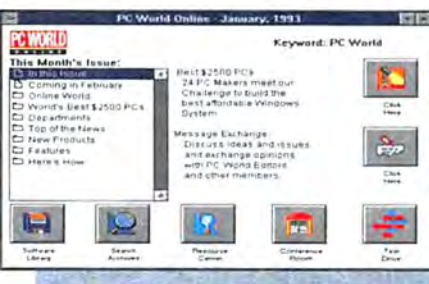 PC World Online - January, 1993
PC WORLD
ONLINE
Keyword: PC World
This Month's Issue:
In this Issue
Coming in February
Online World
World's Best $2500 PCs
Departments
Top of the News
New Products
Features
Here's How
Best $2500 PCs
24 PC Makers meet our
Challenge to build the
best affordable Windows
System
Message Exchange
Discuss ideas and issues
and exchange opinions
with PC World Editors
and other members.
Click
Here
Click
Here
Software
Library
Search
Archives
Resource
Center
Conference
Room
Test
Drive